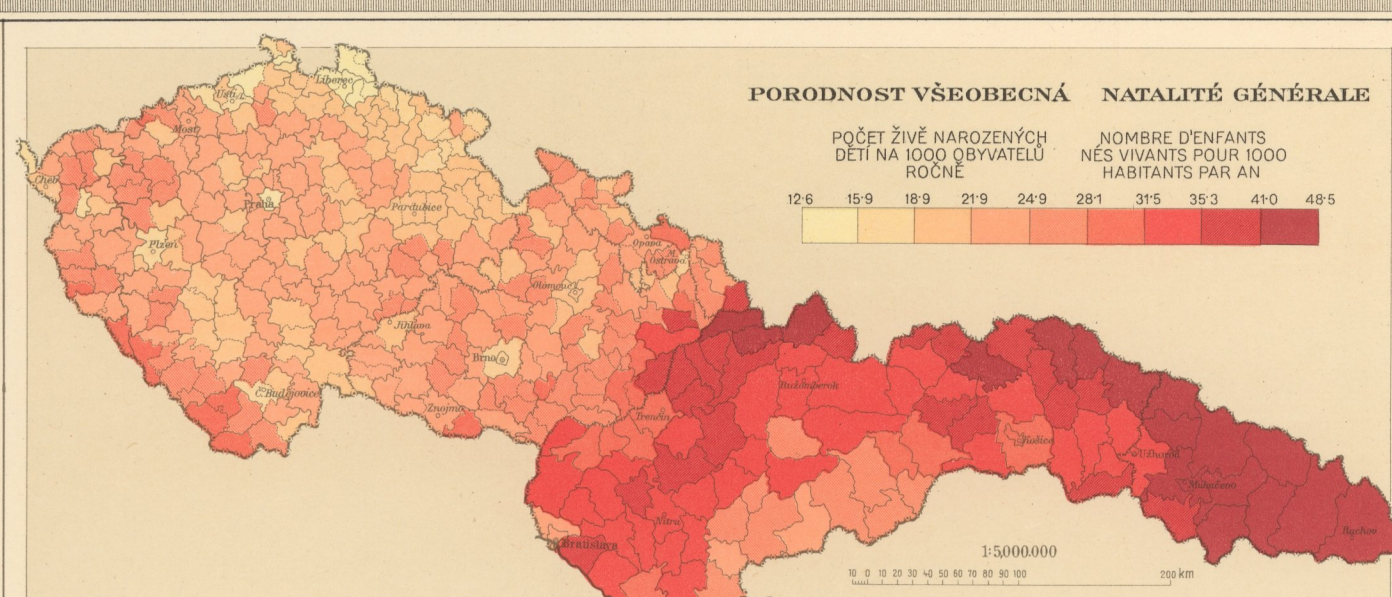 PORODNOST VŠEOBECNÁ
NATALITÉ GÉNÉRALE
POČET ŽIVĚ NAROZENÝCH
DĚTÍ NA 1000 OBYVATELŮ
ROČNĚ
NOMBRE D'ENFANTS
NÉS VIVANTS POUR 1000
HABITANTS PAR AN
12·6 15·9 18·9 21·9 24·9 28·1 31·5 35·3 41·0 48·5
Liberec
Ústí n/L
Most
Cheb
Praha
Pardubice
Plzeň
Opava
M. Ostrava
Olomouc
Jihlava
Brno
Č. Budějovice
Znojmo
Ružomberok
Trenčín
Košice
Užhorod
Mukačevo
Nitra
Rachov
Bratislava
1:5,000.000
10 0 10 20 30 40 50 60 70 80 90 100 200 km